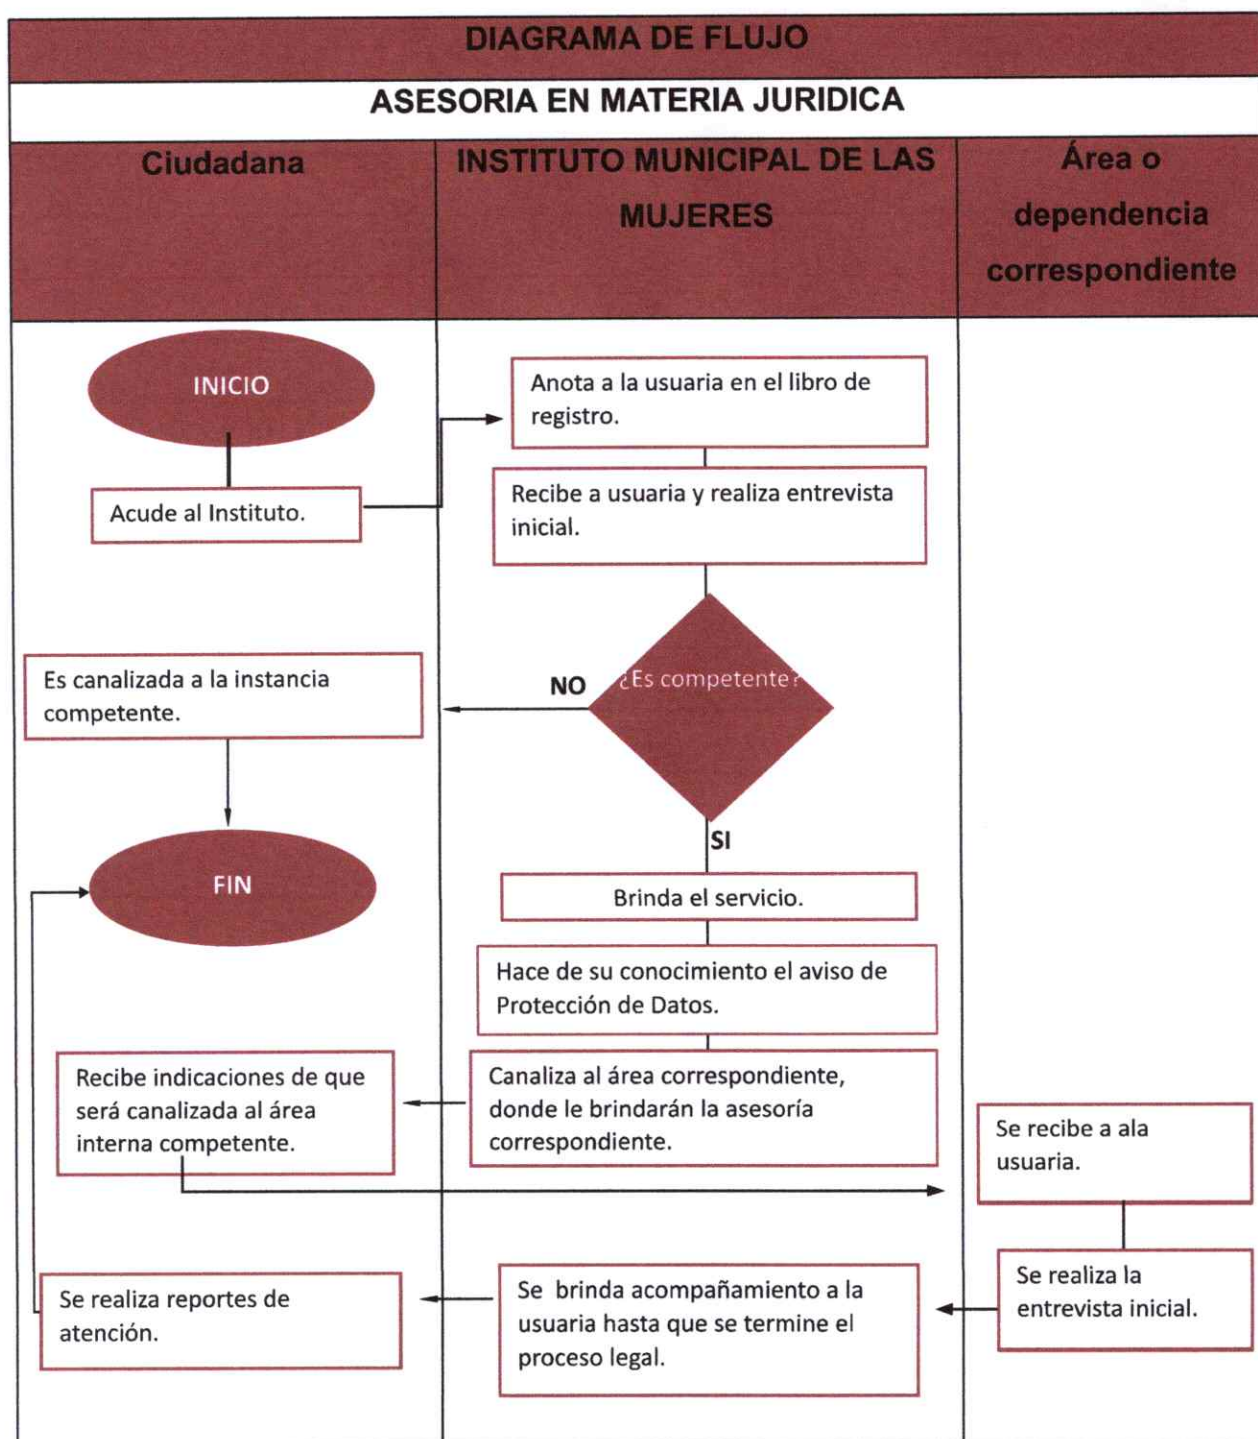 DIAGRAMA DE FLUJO
ASESORIA EN MATERIA JURIDICA
Ciudadana
INSTITUTO MUNICIPAL DE LAS
MUJERES
Área o
dependencia
correspondiente
INICIO
Acude al Instituto.
Anota a la usuaria en el libro de
registro.
Recibe a usuaria y realiza entrevista
inicial.
¿Es competente?
NO
Es canalizada a la instancia
competente.
FIN
SI
Brinda el servicio.
Hace de su conocimiento el aviso de
Protección de Datos.
Canaliza al área correspondiente,
donde le brindarán la asesoría
correspondiente.
Recibe indicaciones de que
será canalizada al área
interna competente.
Se recibe a ala
usuaria.
Se realiza la
entrevista inicial.
Se brinda acompañamiento a la
usuaria hasta que se termine el
proceso legal.
Se realiza reportes de
atención.